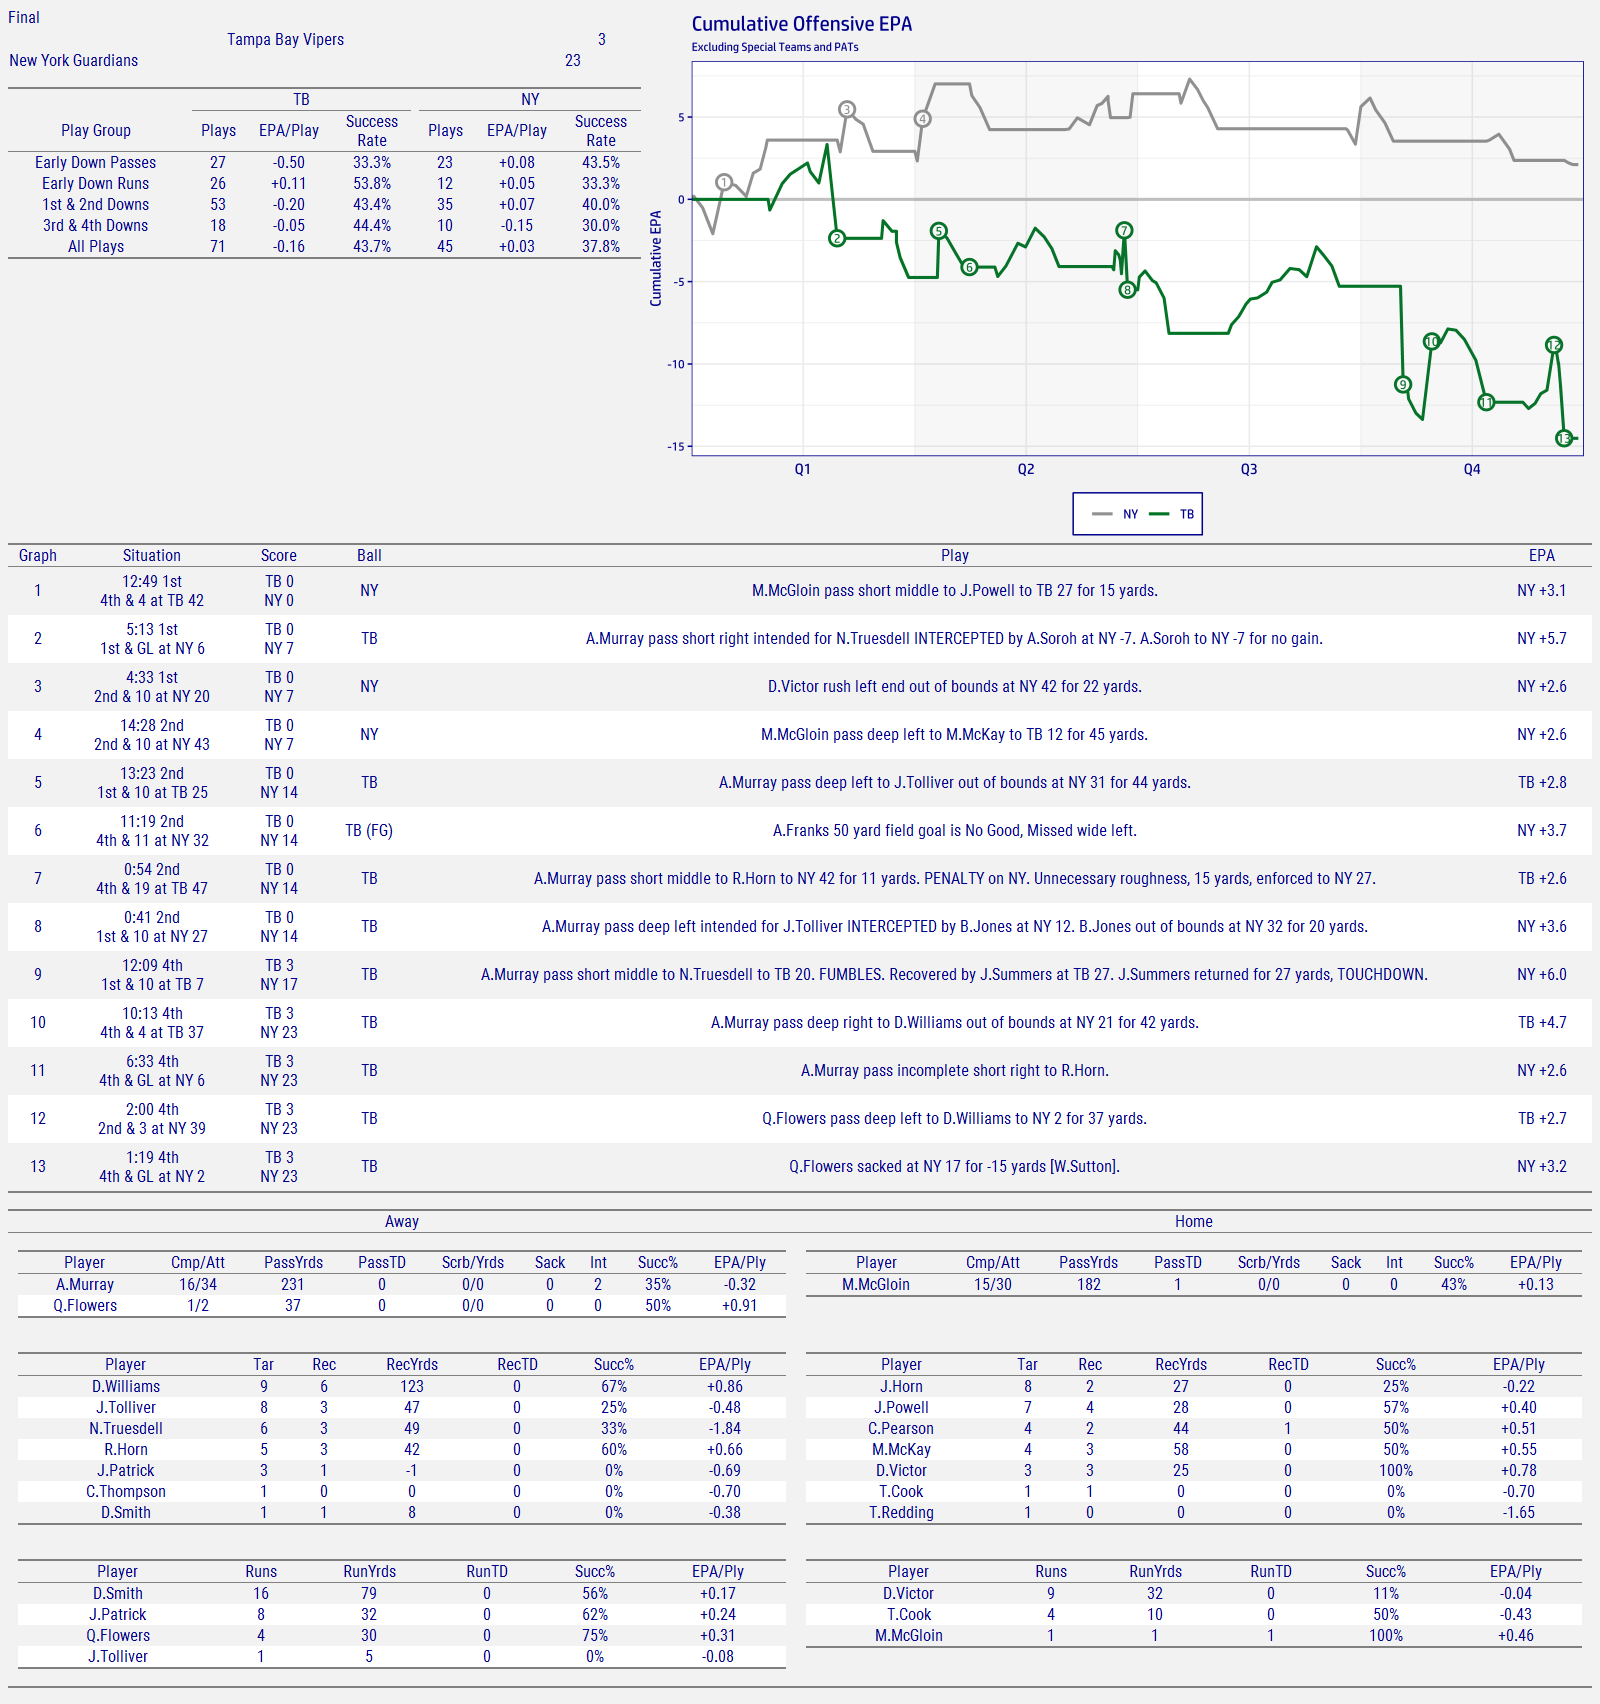 Final
Tampa Bay Vipers 3
New York Guardians 23
TB NY
Play Group Plays EPA/Play Success Rate Plays EPA/Play Success Rate
Early Down Passes 27 -0.50 33.3% 23 +0.08 43.5%
Early Down Runs 26 +0.11 53.8% 12 +0.05 33.3%
1st & 2nd Downs 53 -0.20 43.4% 35 +0.07 40.0%
3rd & 4th Downs 18 -0.05 44.4% 10 -0.15 30.0%
All Plays 71 -0.16 43.7% 45 +0.03 37.8%
Cumulative Offensive EPA
Excluding Special Teams and PATs
Cumulative EPA
5
0
-5
-10
-15
1 2 3 4 5 6 7 8 9 10 11 12 13
Q1 Q2 Q3 Q4
NY TB
Graph Situation Score Ball Play EPA
12:49 1st TB 0
1 NY M.McGloin pass short middle to J.Powell to TB 27 for 15 yards. NY +3.1
4th & 4 at TB 42 NY 0
5:13 1st TB 0
2 TB A.Murray pass short right intended for N.Truesdell INTERCEPTED by A.Soroh at NY -7. A.Soroh to NY -7 for no gain. NY +5.7
1st & GL at NY 6 NY 7
4:33 1st TB 0
3 NY D.Victor rush left end out of bounds at NY 42 for 22 yards. NY +2.6
2nd & 10 at NY 20 NY 7
14:28 2nd TB 0
4 NY M.McGloin pass deep left to M.McKay to TB 12 for 45 yards. NY +2.6
2nd & 10 at NY 43 NY 7
13:23 2nd TB 0
5 TB A.Murray pass deep left to J.Tolliver out of bounds at NY 31 for 44 yards. TB +2.8
1st & 10 at TB 25 NY 14
11:19 2nd TB 0
6 TB (FG) A.Franks 50 yard field goal is No Good, Missed wide left. NY +3.7
4th & 11 at NY 32 NY 14
0:54 2nd TB 0
7 TB A.Murray pass short middle to R.Horn to NY 42 for 11 yards. PENALTY on NY. Unnecessary roughness, 15 yards, enforced to NY 27. TB +2.6
4th & 19 at TB 47 NY 14
0:41 2nd TB 0
8 TB A.Murray pass deep left intended for J.Tolliver INTERCEPTED by B.Jones at NY 12. B.Jones out of bounds at NY 32 for 20 yards. NY +3.6
1st & 10 at NY 27 NY 14
12:09 4th TB 3
9 TB A.Murray pass short middle to N.Truesdell to TB 20. FUMBLES. Recovered by J.Summers at TB 27. J.Summers returned for 27 yards, TOUCHDOWN. NY +6.0
1st & 10 at TB 7 NY 17
10:13 4th TB 3
10 TB A.Murray pass deep right to D.Williams out of bounds at NY 21 for 42 yards. TB +4.7
4th & 4 at TB 37 NY 23
6:33 4th TB 3
11 TB A.Murray pass incomplete short right to R.Horn. NY +2.6
4th & GL at NY 6 NY 23
2:00 4th TB 3
12 TB Q.Flowers pass deep left to D.Williams to NY 2 for 37 yards. TB +2.7
2nd & 3 at NY 39 NY 23
1:19 4th TB 3
13 TB Q.Flowers sacked at NY 17 for -15 yards [W.Sutton]. NY +3.2
4th & GL at NY 2 NY 23
Away
Player Cmp/Att PassYrds PassTD Scrb/Yrds Sack Int Succ% EPA/Ply
A.Murray 16/34 231 0 0/0 0 2 35% -0.32
Q.Flowers 1/2 37 0 0/0 0 0 50% +0.91
Player Tar Rec RecYrds RecTD Succ% EPA/Ply
D.Williams 9 6 123 0 67% +0.86
J.Tolliver 8 3 47 0 25% -0.48
N.Truesdell 6 3 49 0 33% -1.84
R.Horn 5 3 42 0 60% +0.66
J.Patrick 3 1 -1 0 0% -0.69
C.Thompson 1 0 0 0 0% -0.70
D.Smith 1 1 8 0 0% -0.38
Player Runs RunYrds RunTD Succ% EPA/Ply
D.Smith 16 79 0 56% +0.17
J.Patrick 8 32 0 62% +0.24
Q.Flowers 4 30 0 75% +0.31
J.Tolliver 1 5 0 0% -0.08
Home
Player Cmp/Att PassYrds PassTD Scrb/Yrds Sack Int Succ% EPA/Ply
M.McGloin 15/30 182 1 0/0 0 0 43% +0.13
Player Tar Rec RecYrds RecTD Succ% EPA/Ply
J.Horn 8 2 27 0 25% -0.22
J.Powell 7 4 28 0 57% +0.40
C.Pearson 4 2 44 1 50% +0.51
M.McKay 4 3 58 0 50% +0.55
D.Victor 3 3 25 0 100% +0.78
T.Cook 1 1 0 0 0% -0.70
T.Redding 1 0 0 0 0% -1.65
Player Runs RunYrds RunTD Succ% EPA/Ply
D.Victor 9 32 0 11% -0.04
T.Cook 4 10 0 50% -0.43
M.McGloin 1 1 1 100% +0.46